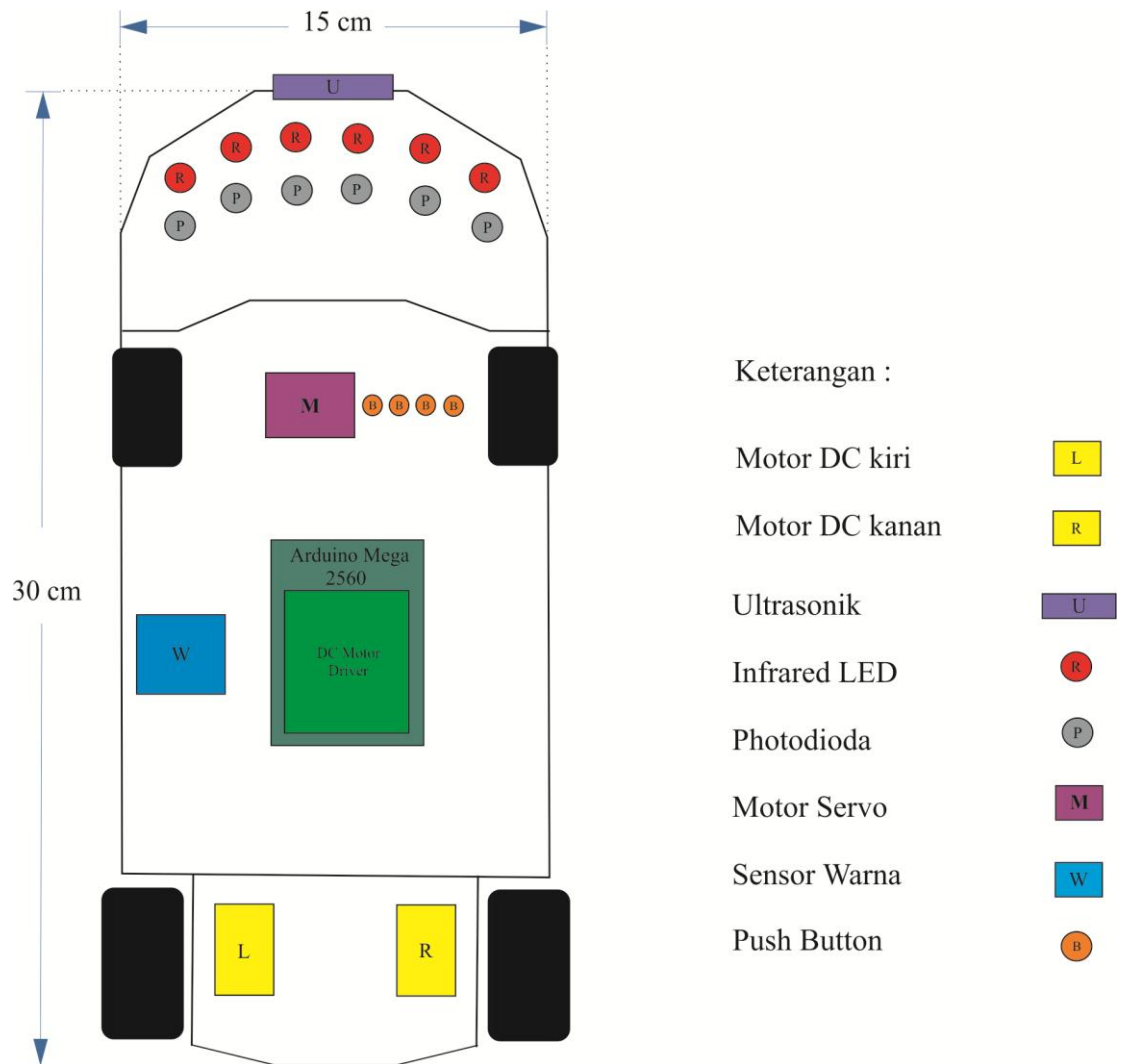 15 cm
U
R R R R R R
P P P P P P
M B B B B
Arduino Mega
2560
30 cm
W
DC Motor
Driver
L R
Keterangan :
Motor DC kiri L
Motor DC kanan R
Ultrasonik U
Infrared LED R
Photodioda P
Motor Servo M
Sensor Warna W
Push Button B